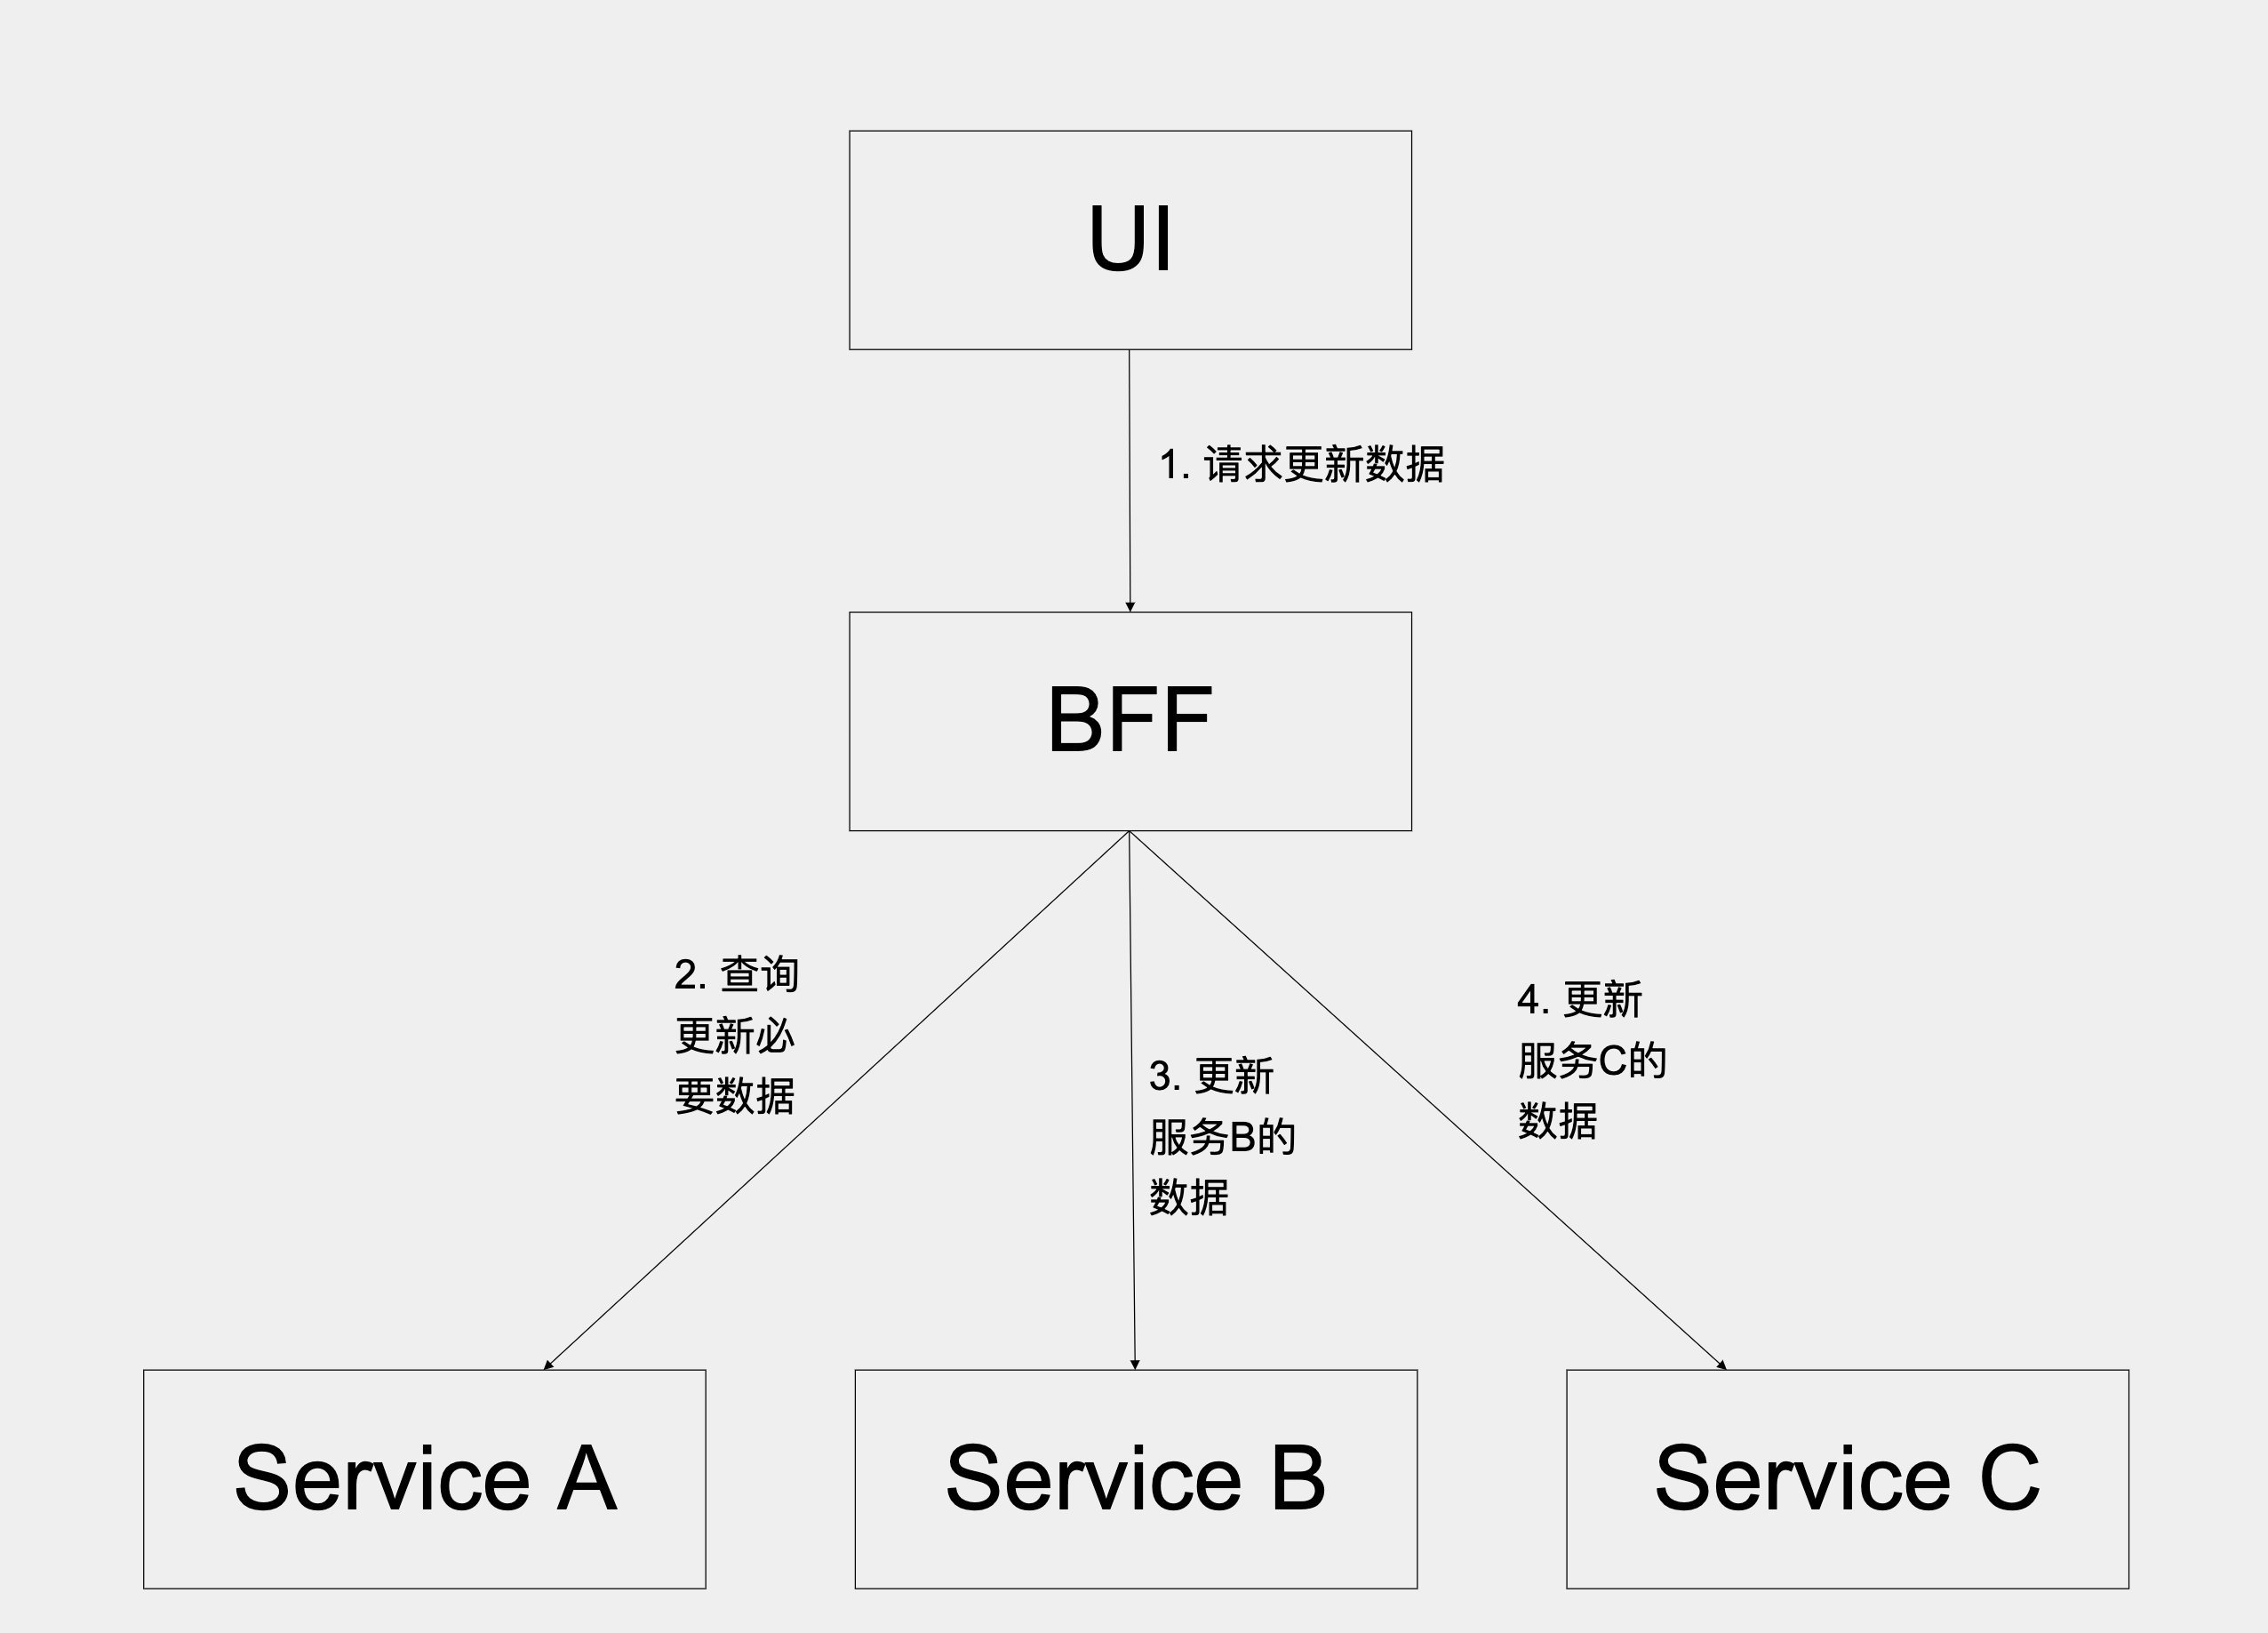 UI
1. 请求更新数据
BFF
2. 查询
更新必
要数据
3. 更新
服务B的
数据
4. 更新
服务C的
数据
Service A
Service B
Service C